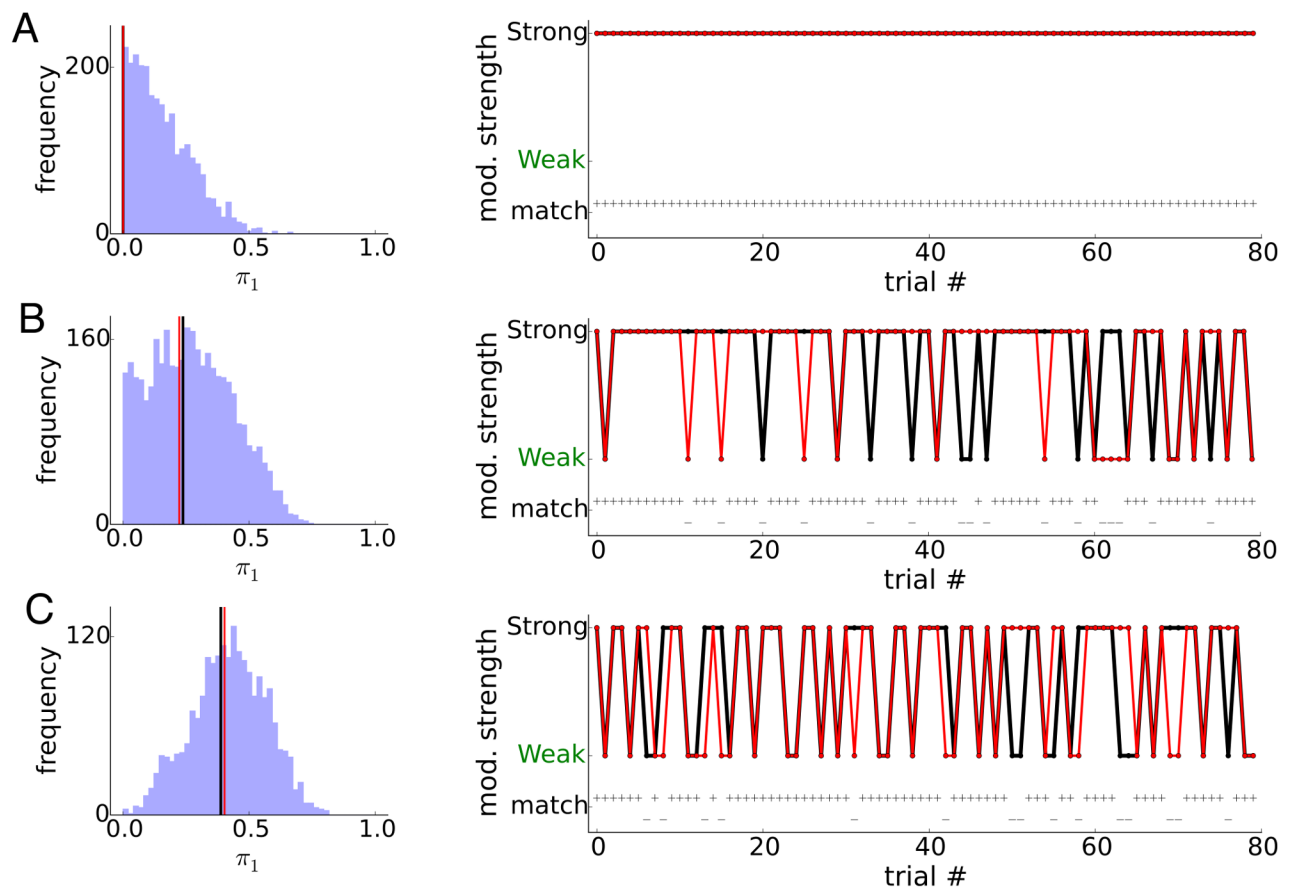 A
frequency
200
0
0.0 0.5 1.0
π1
mod. strength
Strong
Weak
match
0 20 40 60 80
trial #
B
frequency
160
0
0.0 0.5 1.0
π1
mod. strength
Strong
Weak
match
0 20 40 60 80
trial #
C
frequency
120
0
0.0 0.5 1.0
π1
mod. strength
Strong
Weak
match
0 20 40 60 80
trial #